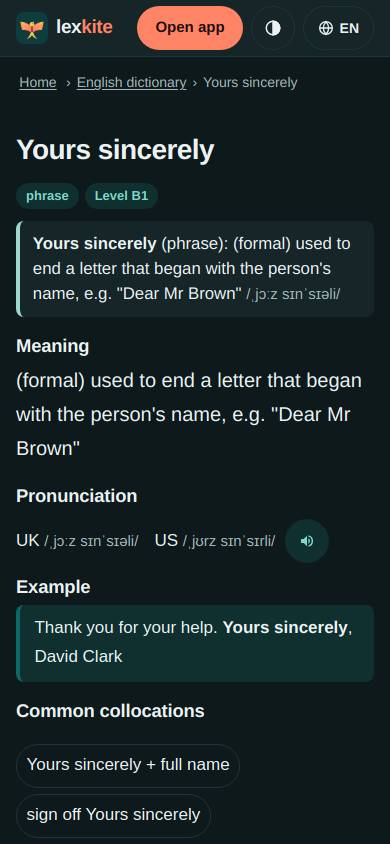 lexkite
Open app
EN
Home › English dictionary › Yours sincerely
Yours sincerely
phrase
Level B1
Yours sincerely (phrase): (formal) used to
end a letter that began with the person's
name, e.g. "Dear Mr Brown" /ˌjɔːz sɪnˈsɪəli/
Meaning
(formal) used to end a letter that began
with the person's name, e.g. "Dear Mr
Brown"
Pronunciation
UK /ˌjɔːz sɪnˈsɪəli/ US /ˌjʊrz sɪnˈsɪrli/
Example
Thank you for your help. Yours sincerely,
David Clark
Common collocations
Yours sincerely + full name
sign off Yours sincerely